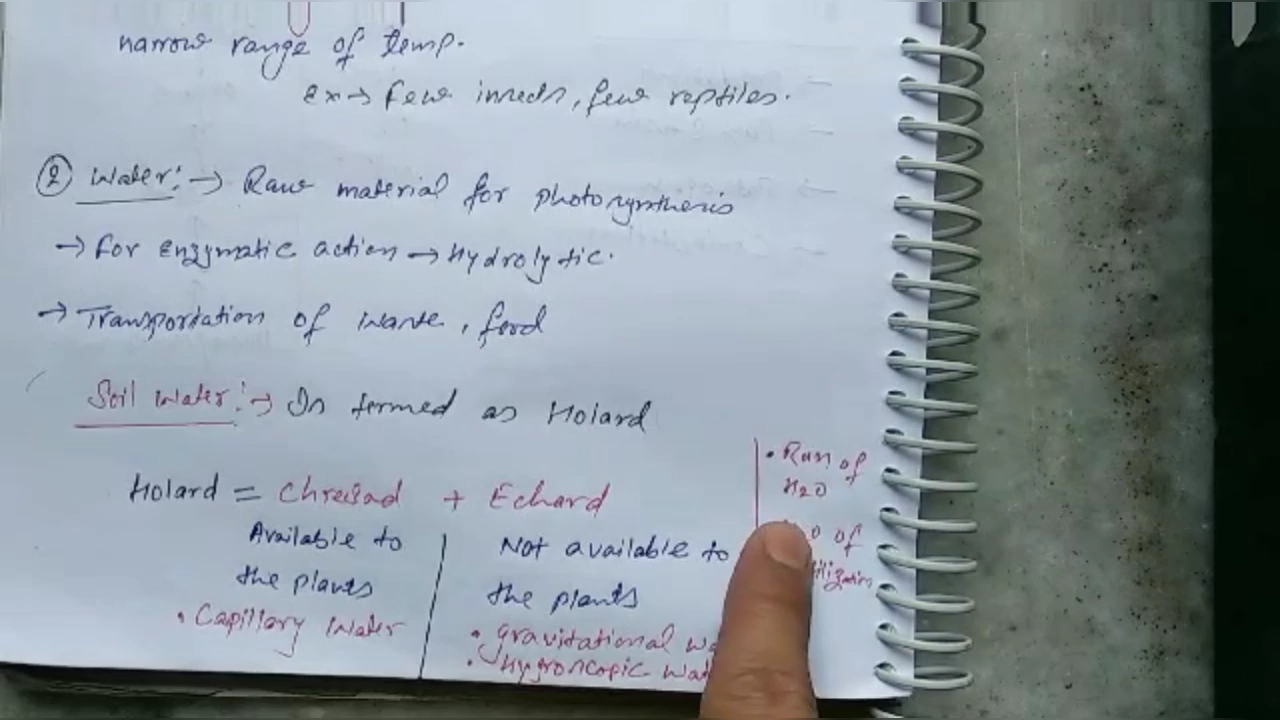 narrow range of temp.
ex → few insects, few reptiles.
② Water: → Raw material for photosynthesis
→ for enzymatic action → Hydrolytic.
→ Transportation of waste, food
Soil Water: → Is termed as Holard
Holard = Chresard + Echard
Available to
the plants
• Capillary Water
Not available to
the plants
• gravitational
• Hygroscopic
• Run of
H2O
of